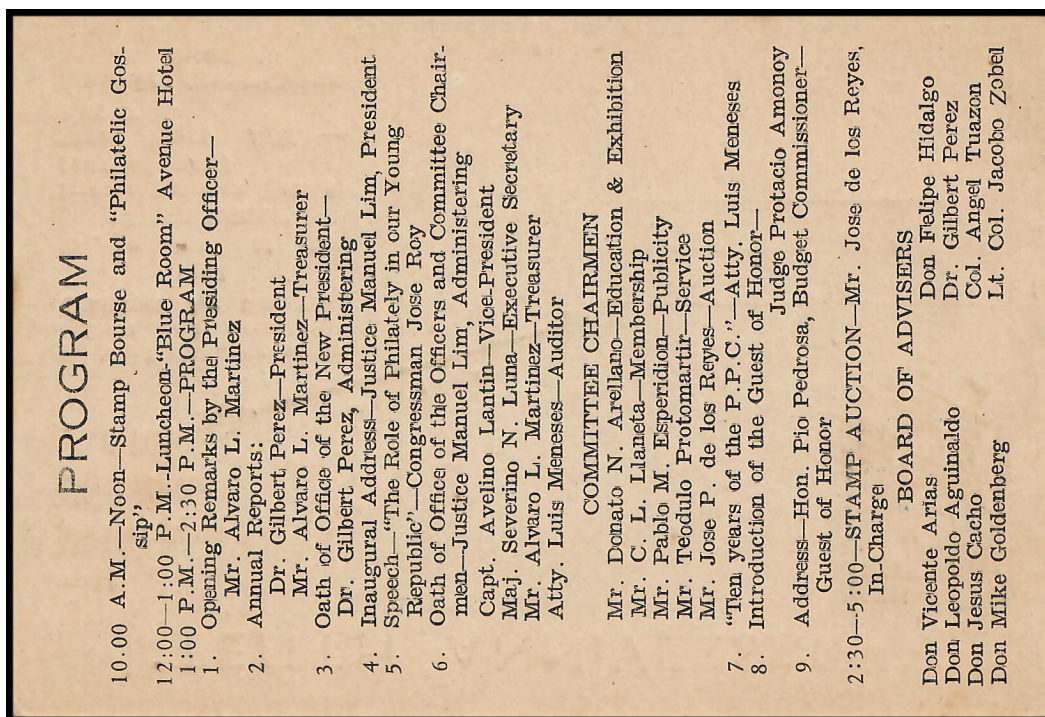 PROGRAM
10.00 A.M.—Noon—Stamp Bourse and "Philatelic Gos-
sip"
12:00—1:00 P.M.-Luncheon-"Blue Room" Avenue Hotel
1:00 P.M.—2:30 P.M.—PROGRAM
1. Opening Remarks by the Presiding Officer—
Mr. Alvaro L. Martinez
2. Annual Reports:
Dr. Gilbert Perez—President
Mr. Alvaro L. Martinez—Treasurer
3. Oath of Office of the New President—
Dr. Gilbert Perez, Administering
4. Inaugural Address—Justice Manuel Lim, President
5. Speech—"The Role of Philately in our Young
Republic"—Congressman Jose Roy
6. Oath of Office of the Officers and Committee Chair-
men—Justice Manuel Lim, Administering
Capt. Avelino Lantin—Vice-President
Maj. Severino N. Luna—Executive Secretary
Mr. Alvaro L. Martinez—Treasurer
Atty. Luis Meneses—Auditor
COMMITTEE CHAIRMEN
Mr. Donato N. Arellano—Education & Exhibition
Mr. C. L. Llaneta—Membership
Mr. Pablo M. Esperidion—Publicity
Mr. Teodulo Protomartir—Service
Mr. Jose P. de los Reyes—Auction
7. "Ten years of the P.P.C."—Atty. Luis Meneses
8. Introduction of the Guest of Honor—
Judge Protacio Amonoy
9. Address—Hon. Pio Pedrosa, Budget Commissioner—
Guest of Honor
2:30—5:00—STAMP AUCTION—Mr. Jose de los Reyes,
In-Charge
BOARD OF ADVISERS
Don Vicente Arias Don Felipe Hidalgo
Don Leopoldo Aguinaldo Dr. Gilbert Perez
Don Jesus Cacho Col. Angel Tuazon
Don Mike Goldenberg Lt. Col. Jacobo Zobel